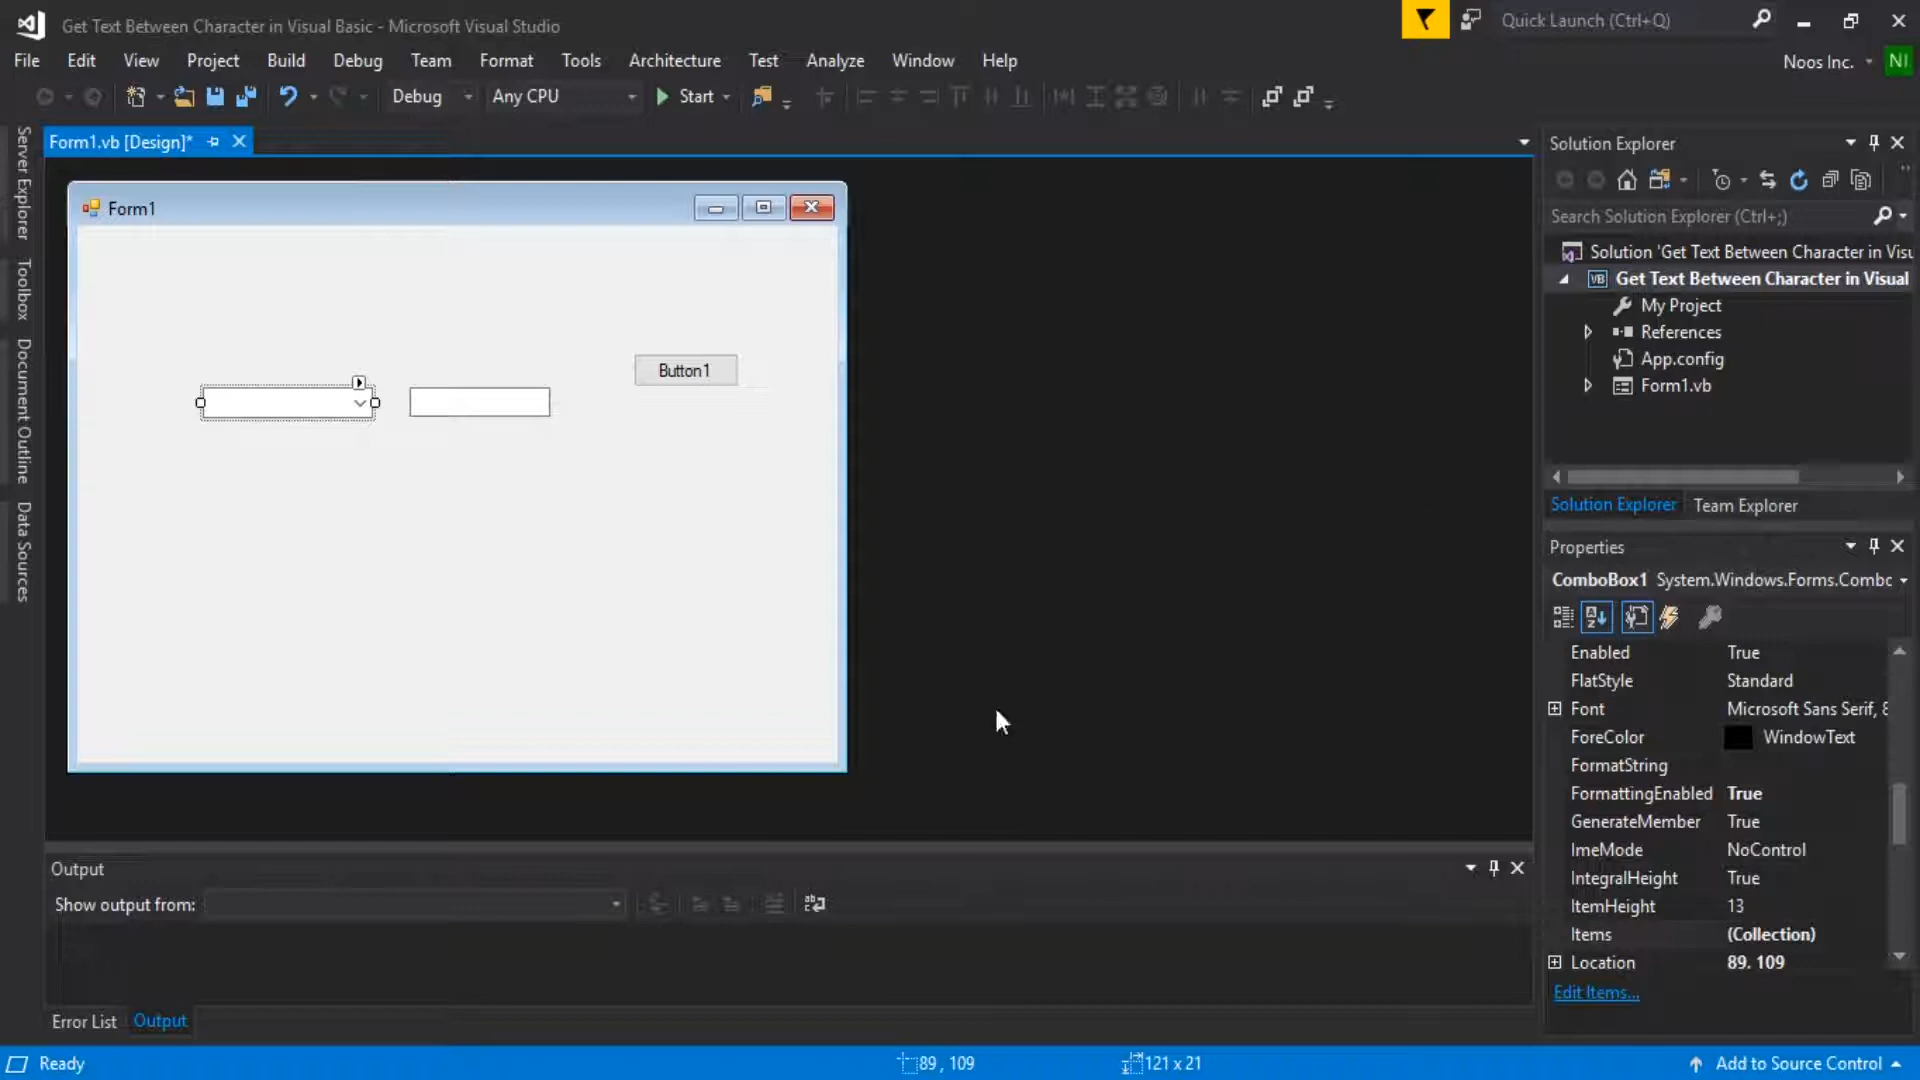 Get Text Between Character in Visual Basic - Microsoft Visual Studio
Quick Launch (Ctrl+Q)
File Edit View Project Build Debug Team Format Tools Architecture Test Analyze Window Help
Noos Inc. NI
Debug Any CPU Start
Server Explorer
Toolbox
Document Outline
Data Sources
Form1.vb [Design]*
Form1
Button1
Solution Explorer
Search Solution Explorer (Ctrl+;)
Solution 'Get Text Between Character in Visu
VB Get Text Between Character in Visual
My Project
References
App.config
Form1.vb
Solution Explorer Team Explorer
Properties
ComboBox1 System.Windows.Forms.Combo
Enabled True
FlatStyle Standard
Font Microsoft Sans Serif, 8
ForeColor WindowText
FormatString
FormattingEnabled True
GenerateMember True
ImeMode NoControl
IntegralHeight True
ItemHeight 13
Items (Collection)
Location 89. 109
Edit Items...
Output
Show output from:
Error List Output
Ready
89 , 109
121 x 21
Add to Source Control